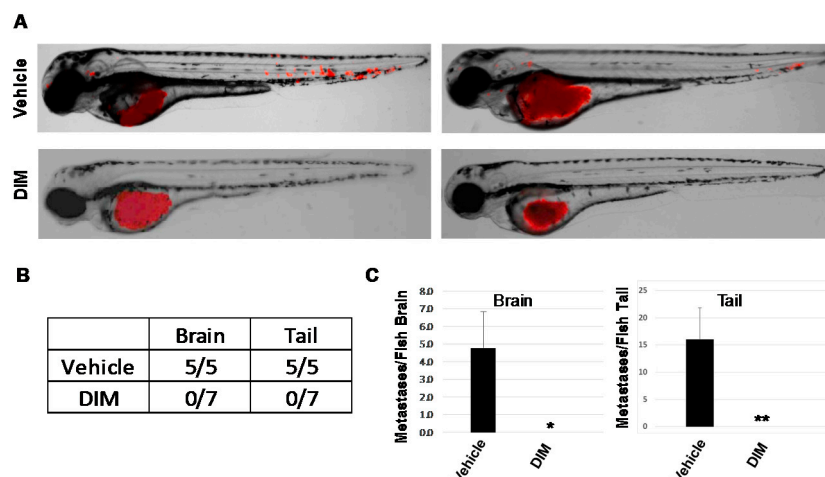 A
Vehicle
DIM
B
Brain Tail
Vehicle 5/5 5/5
DIM 0/7 0/7
C
Metastases/Fish Brain
8.0
7.0
6.0
5.0
4.0
3.0
2.0
1.0
0.0
Brain
*
Vehicle
DIM
Metastases/Fish Tail
25
20
15
10
5
0
Tail
**
Vehicle
DIM